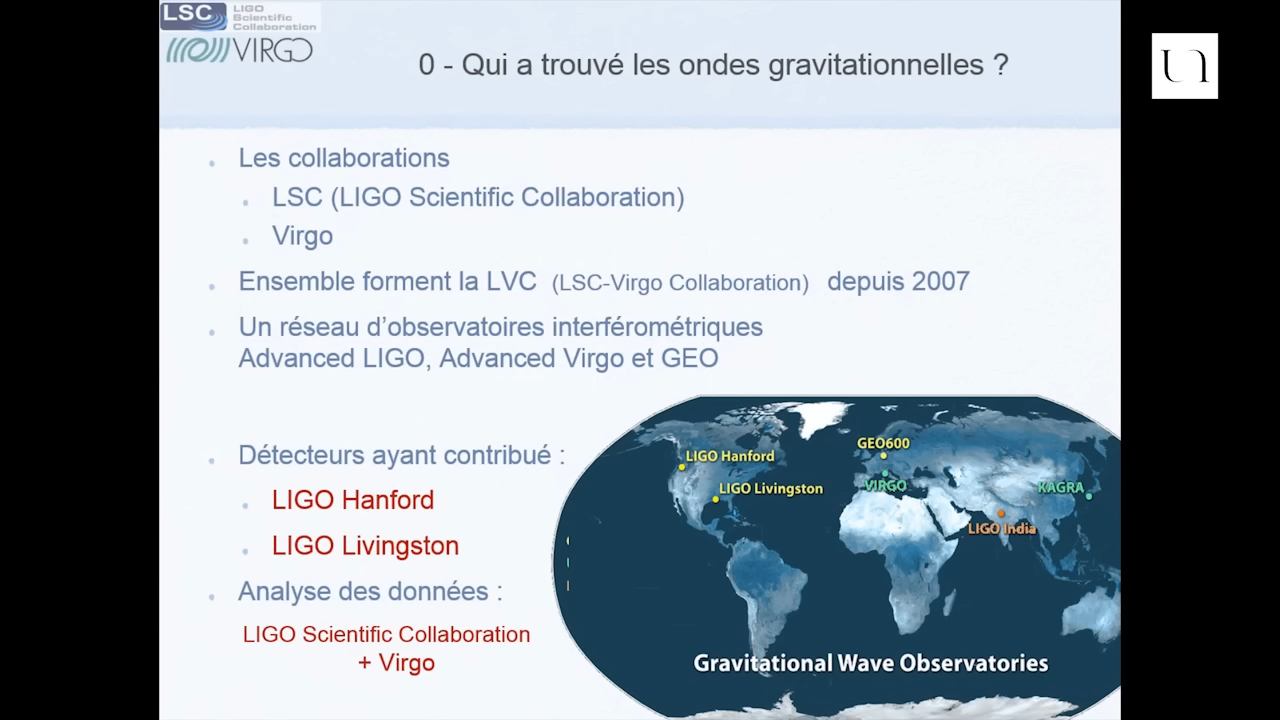 LSC LIGO
Scientific
Collaboration
VIRGO
0 - Qui a trouvé les ondes gravitationnelles ?
Les collaborations
LSC (LIGO Scientific Collaboration)
Virgo
Ensemble forment la LVC (LSC-Virgo Collaboration) depuis 2007
Un réseau d’observatoires interférométriques
Advanced LIGO, Advanced Virgo et GEO
Détecteurs ayant contribué :
LIGO Hanford
LIGO Livingston
Analyse des données :
LIGO Scientific Collaboration
+ Virgo
GEO600
LIGO Hanford
VIRGO
LIGO Livingston
KAGRA
LIGO India
Gravitational Wave Observatories